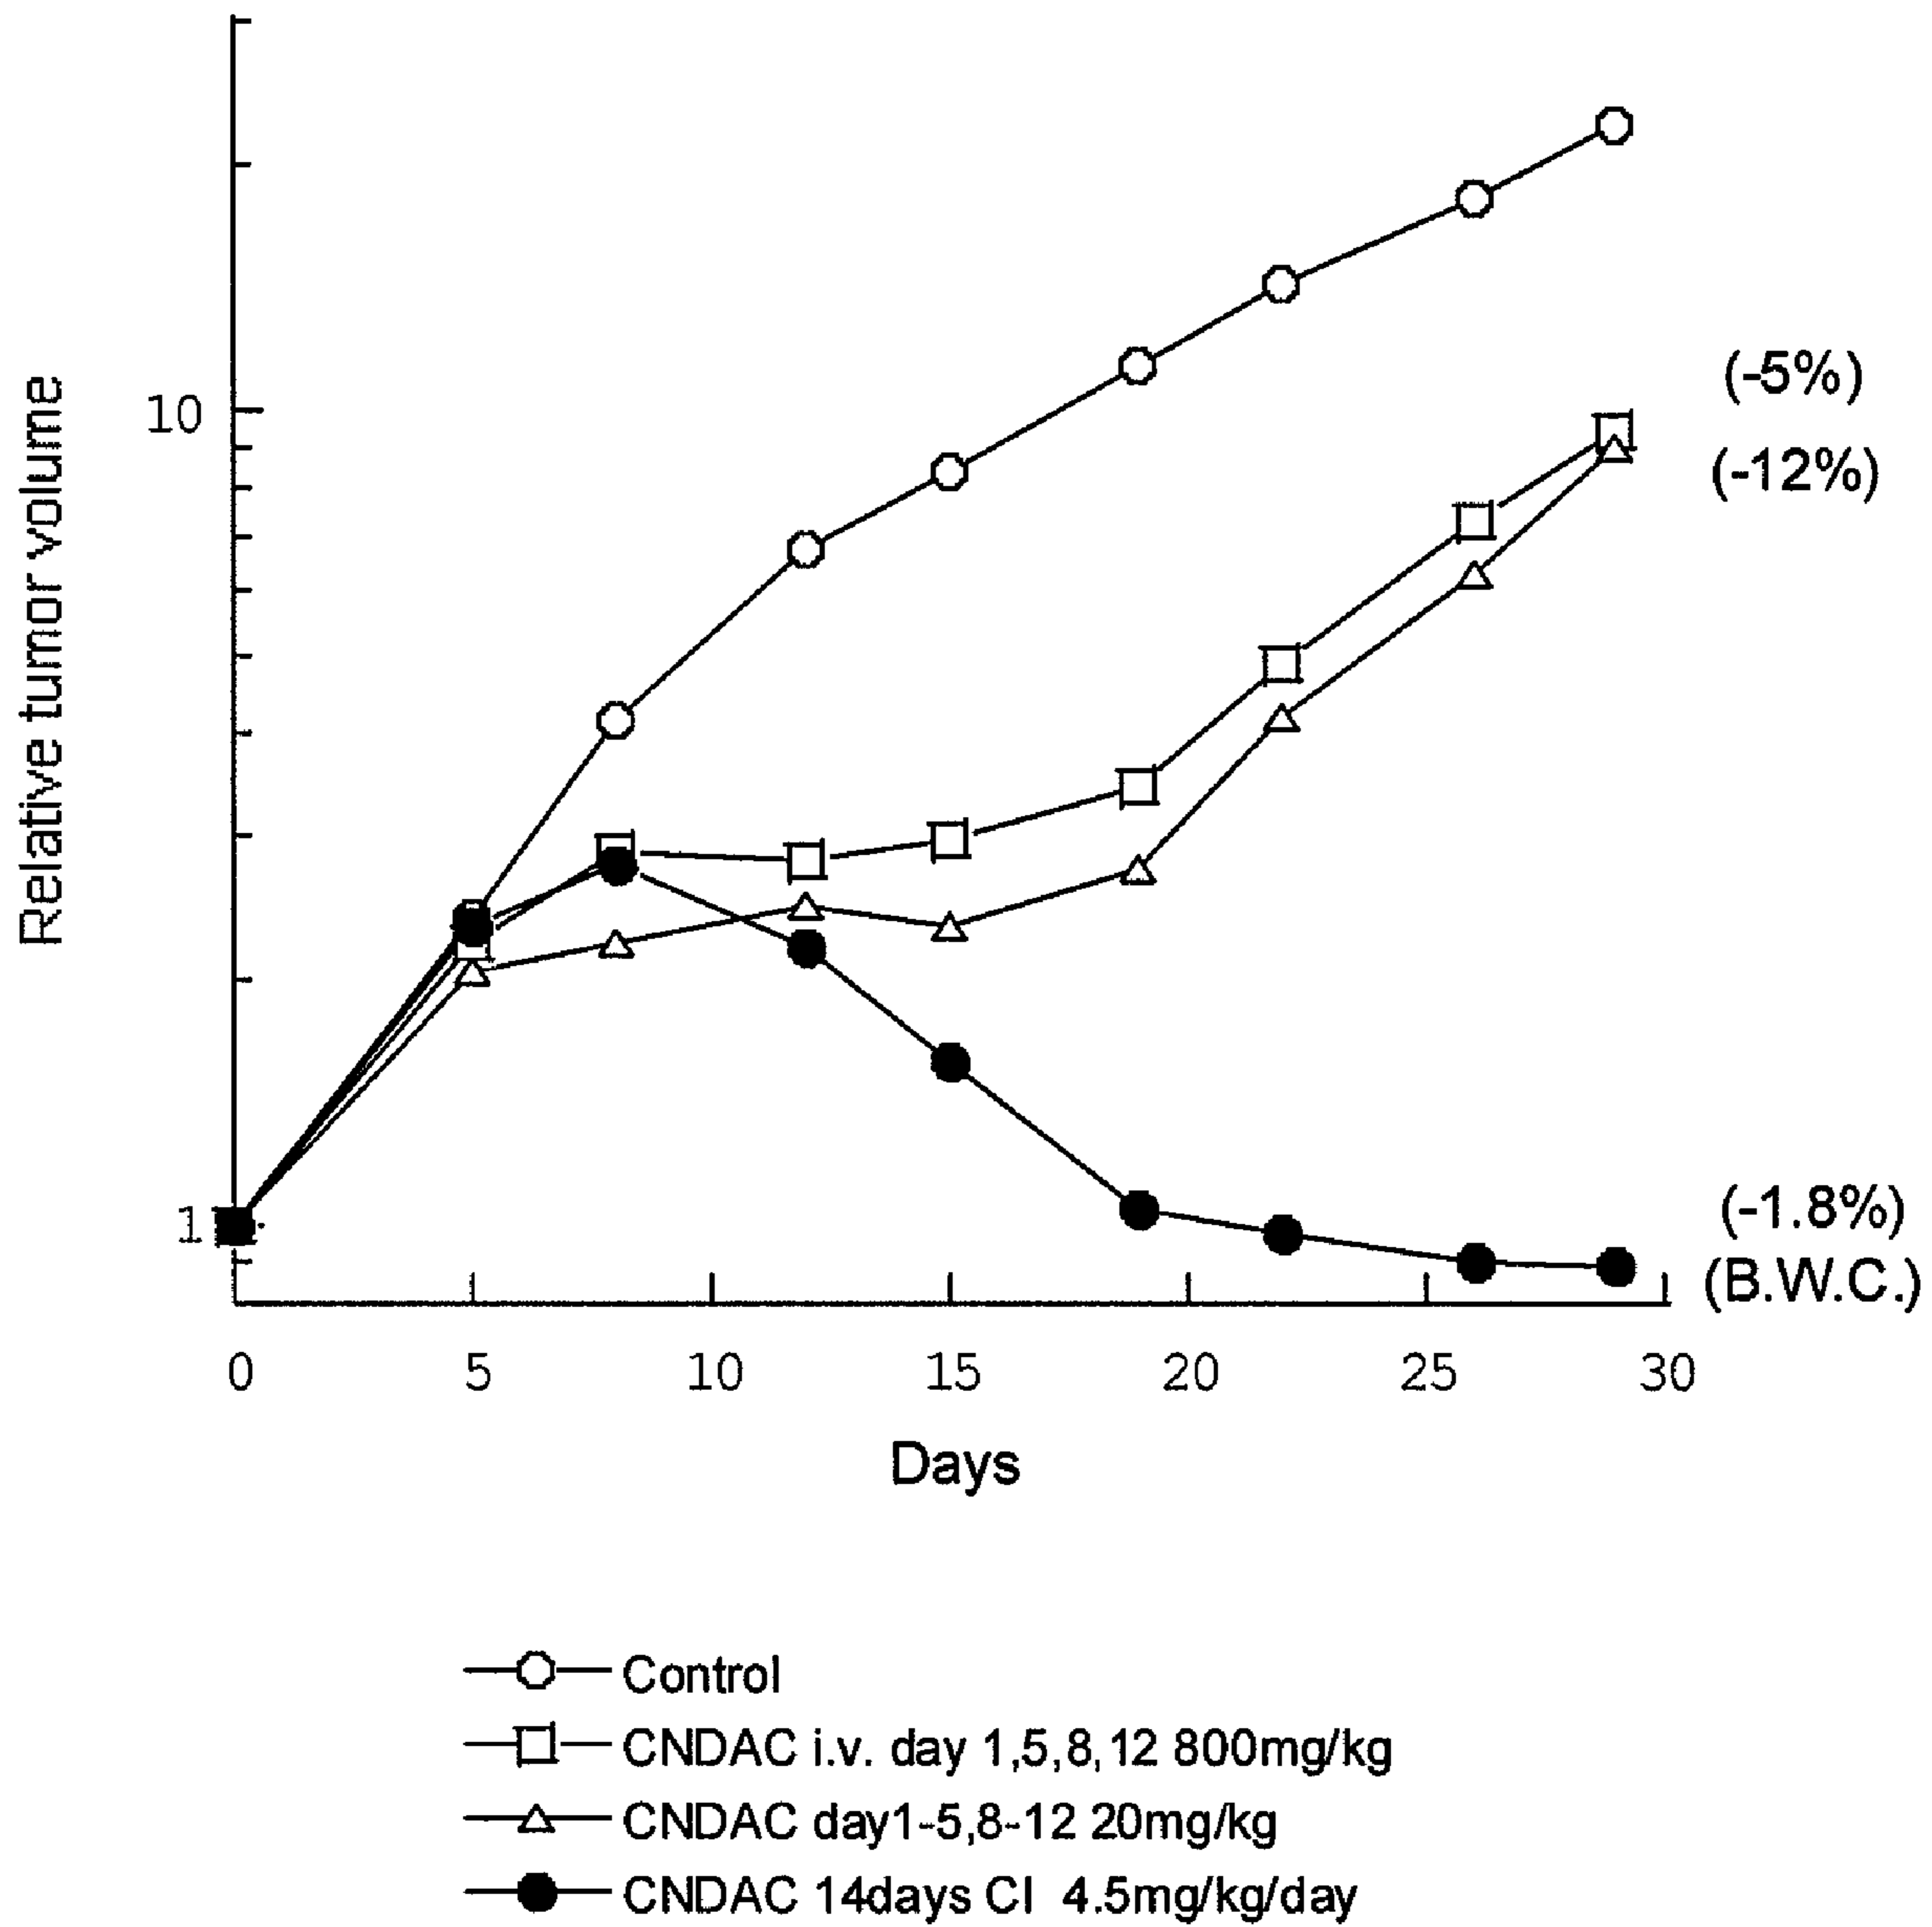 Relative tumor volume
10
1
(-5%)
(-12%)
(-1.8%)
(B.W.C.)
0 5 10 15 20 25 30
Days
Control
CNDAC i.v. day 1,5,8,12 800mg/kg
CNDAC day1-5,8-12 20mg/kg
CNDAC 14days CI 4.5mg/kg/day